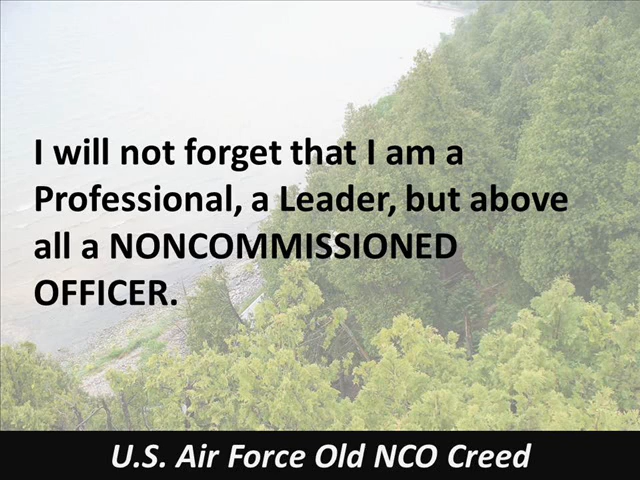 I will not forget that I am a
Professional, a Leader, but above
all a NONCOMMISSIONED
OFFICER.
U.S. Air Force Old NCO Creed